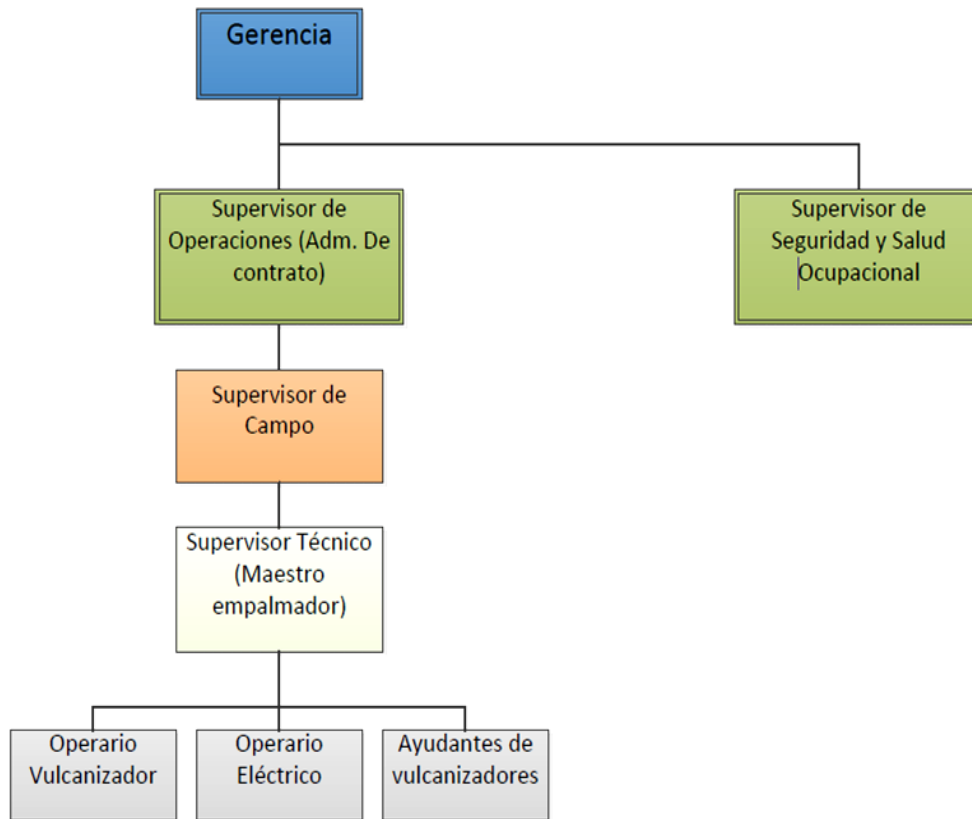 Gerencia
Supervisor de
Operaciones (Adm. De
contrato)
Supervisor de
Seguridad y Salud
Ocupacional
Supervisor de
Campo
Supervisor Técnico
(Maestro
empalmador)
Operario
Vulcanizador
Operario
Eléctrico
Ayudantes de
vulcanizadores